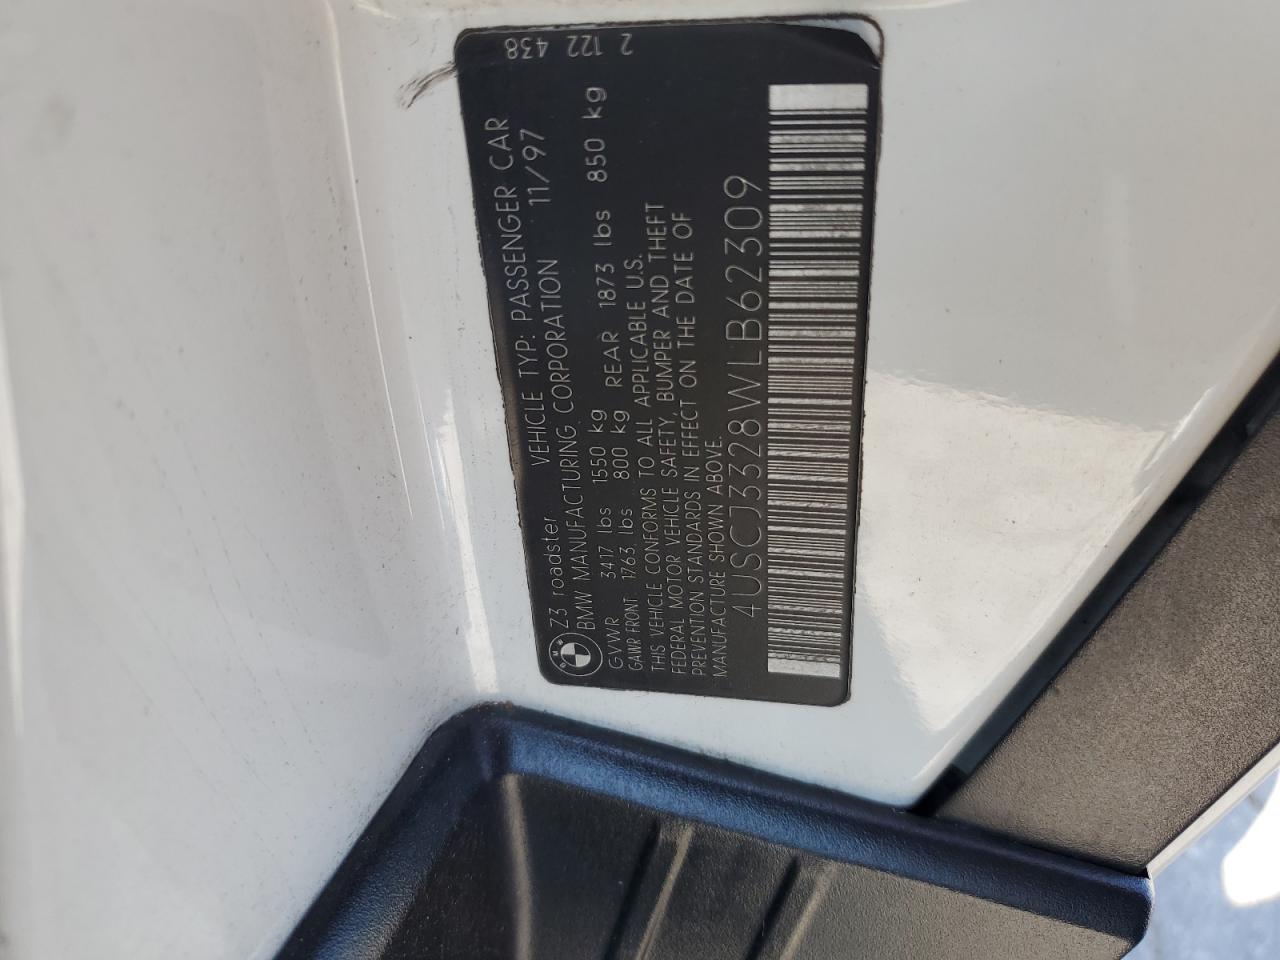 2 122 438
Z3 roadster VEHICLE TYP: PASSENGER CAR
BMW MANUFACTURING CORPORATION 11/97
GVWR 3417 lbs 1550 kg
GAWR FRONT 1763 lbs 800 kg REAR 1873 lbs 850 kg
THIS VEHICLE CONFORMS TO ALL APPLICABLE U.S.
FEDERAL MOTOR VEHICLE SAFETY, BUMPER AND THEFT
PREVENTION STANDARDS IN EFFECT ON THE DATE OF
MANUFACTURE SHOWN ABOVE.
4USCJ3328WLB62309